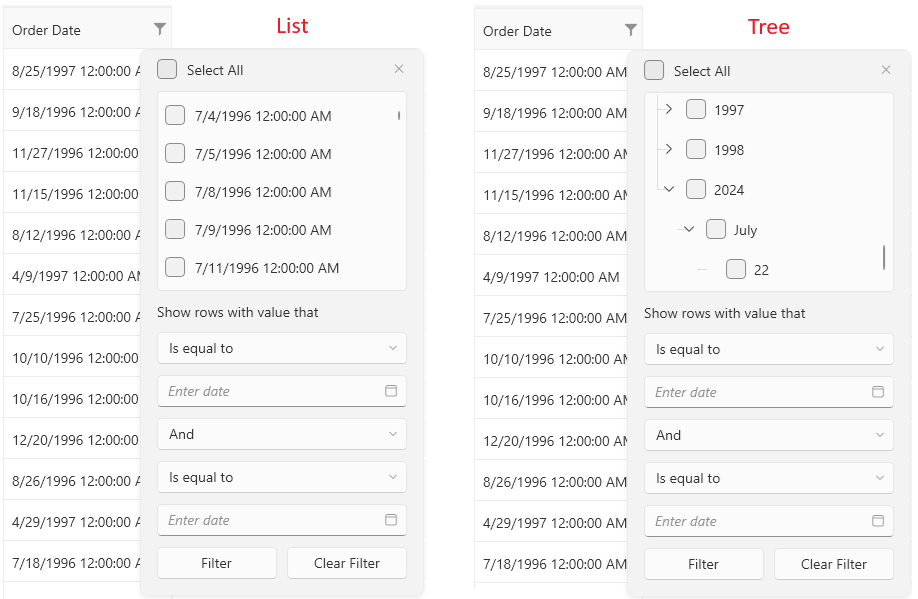 List
Order Date
8/25/1997 12:00:00 A
9/18/1996 12:00:00 A
11/27/1996 12:00:00
11/15/1996 12:00:00
8/12/1996 12:00:00 A
4/9/1997 12:00:00 AM
7/25/1996 12:00:00 A
10/10/1996 12:00:00
10/16/1996 12:00:00
12/20/1996 12:00:00
8/26/1996 12:00:00 A
4/29/1997 12:00:00 A
7/18/1996 12:00:00 A
Select All
7/4/1996 12:00:00 AM
7/5/1996 12:00:00 AM
7/8/1996 12:00:00 AM
7/9/1996 12:00:00 AM
7/11/1996 12:00:00 AM
Show rows with value that
Is equal to
Enter date
And
Is equal to
Enter date
Filter
Clear Filter
Tree
Order Date
8/25/1997 12:00:00 AM
9/18/1996 12:00:00 AM
11/27/1996 12:00:00 AM
11/15/1996 12:00:00 AM
8/12/1996 12:00:00 AM
4/9/1997 12:00:00 AM
7/25/1996 12:00:00 AM
10/10/1996 12:00:00 AM
10/16/1996 12:00:00 AM
12/20/1996 12:00:00 AM
8/26/1996 12:00:00 AM
4/29/1997 12:00:00 AM
7/18/1996 12:00:00 AM
Select All
1997
1998
2024
July
22
Show rows with value that
Is equal to
Enter date
And
Is equal to
Enter date
Filter
Clear Filter